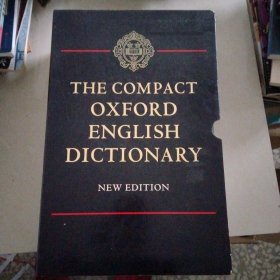 THE COMPACT
OXFORD
ENGLISH
DICTIONARY
NEW EDITION